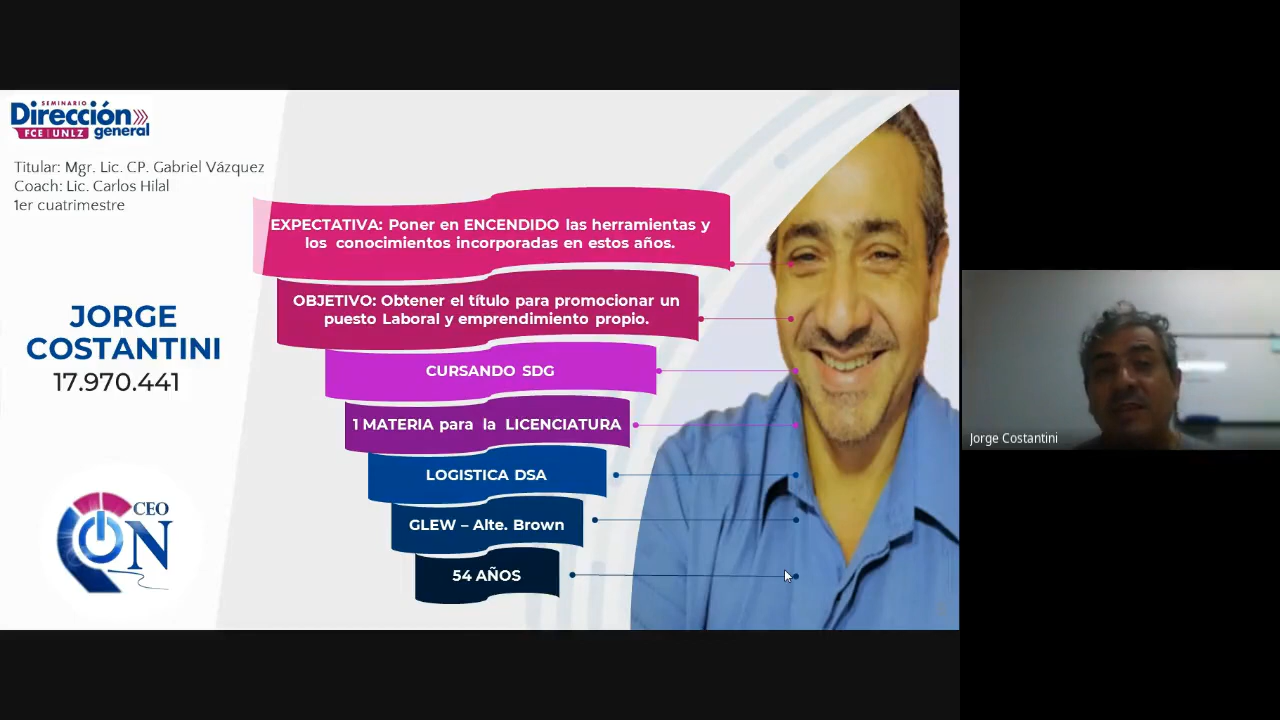 SEMINARIO
Dirección
general
FCE | UNLZ
Titular: Mgr. Lic. CP. Gabriel Vázquez
Coach: Lic. Carlos Hilal
1er cuatrimestre
JORGE
COSTANTINI
17.970.441
CEO
ON
EXPECTATIVA: Poner en ENCENDIDO las herramientas y
los conocimientos incorporadas en estos años.
OBJETIVO: Obtener el título para promocionar un
puesto Laboral y emprendimiento propio.
CURSANDO SDG
1 MATERIA para la LICENCIATURA
LOGISTICA DSA
GLEW – Alte. Brown
54 AÑOS
Jorge Costantini